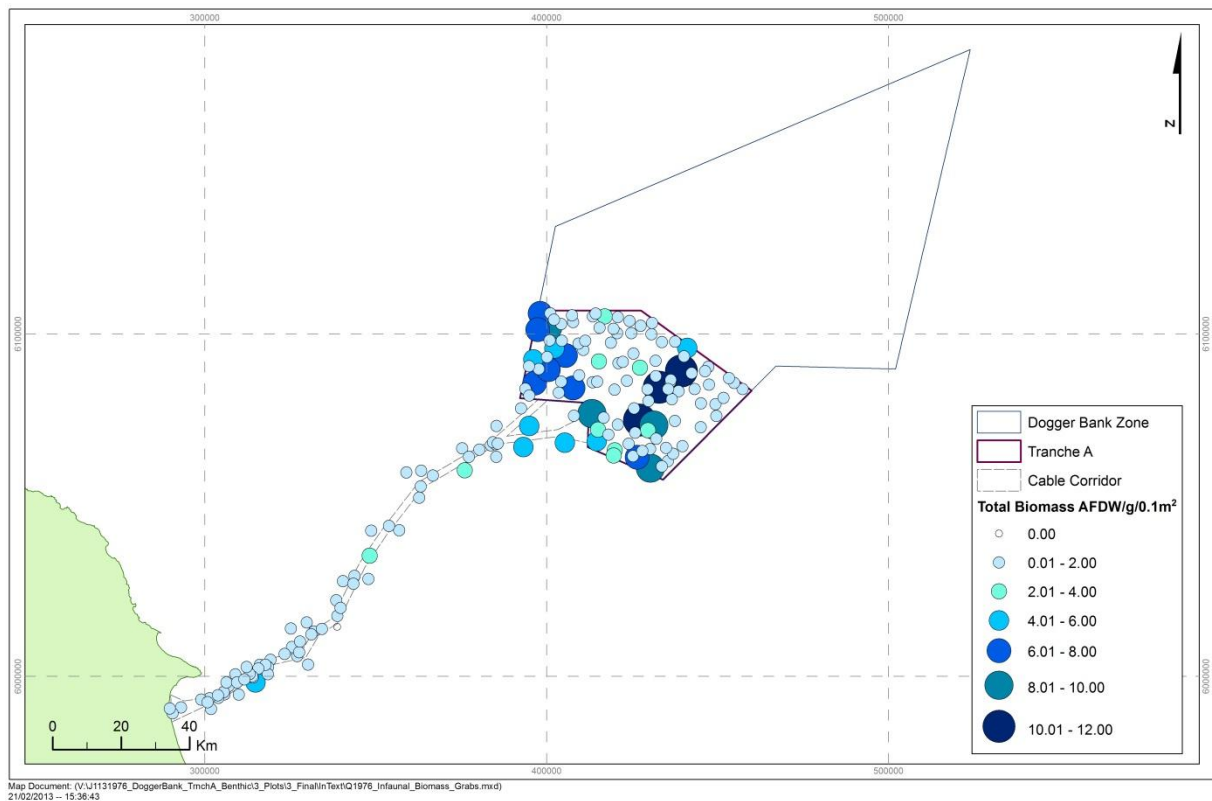 300000 400000 500000
6100000 6100000
N
Dogger Bank Zone
Tranche A
Cable Corridor
Total Biomass AFDW/g/0.1m²
0.00
0.01 - 2.00
2.01 - 4.00
4.01 - 6.00
6.01 - 8.00
8.01 - 10.00
10.01 - 12.00
6000000 6000000
0 20 40
Km
300000 400000 500000
Map Document: (V:\J1131976_DoggerBank_TrnchA_Benthic\3_Plots\3_Final\InText\Q1976_Infaunal_Biomass_Grabs.mxd)
21/02/2013 -- 15:36:43